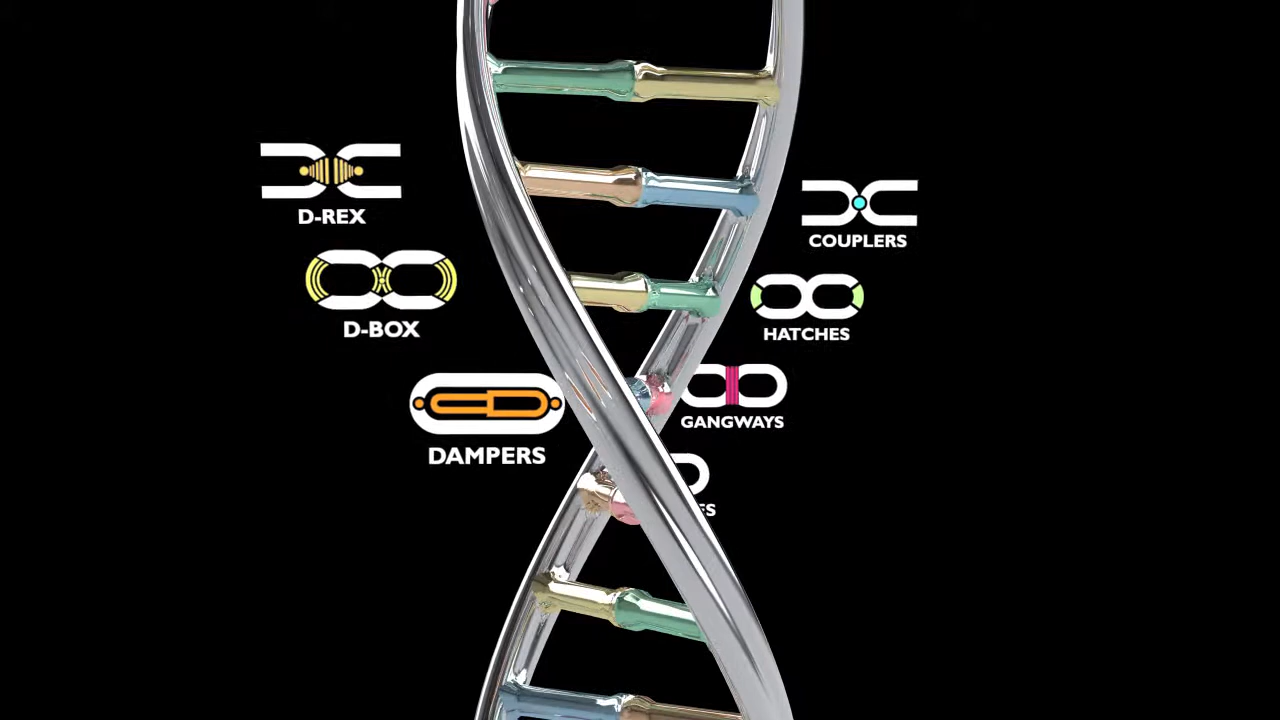 D-REX
COUPLERS
D-BOX
HATCHES
GANGWAYS
DAMPERS